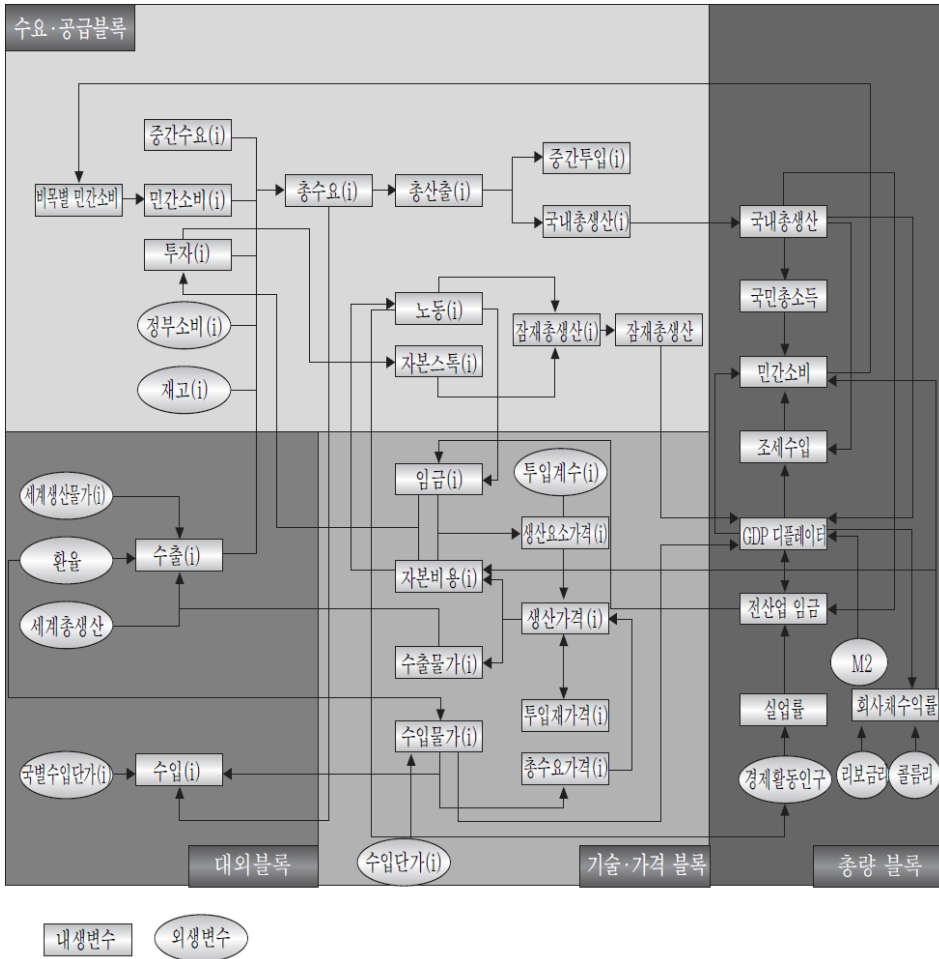 수요·공급블록
중간수요(i)
중간투입(i)
비목별 민간소비
민간소비(i)
총수요(i)
총산출(i)
국내총생산(i)
국내총생산
투자(i)
국민총소득
정부소비(i)
노동(i)
잠재총생산(i)
잠재총생산
자본스톡(i)
민간소비
재고(i)
조세수입
임금(i)
투입계수(i)
세계생산물가(i)
생산요소가격(i)
GDP 디플레이터
환율
수출(i)
자본비용(i)
세계총생산
생산가격(i)
전산업 임금
수출물가(i)
M2
투입재가격(i)
실업률
회사채수익률
수입물가(i)
국별수입단가(i)
수입(i)
총수요가격(i)
경제활동인구
리보금리
콜름리
수입단가(i)
대외블록
기술·가격 블록
총량 블록
내생변수
외생변수